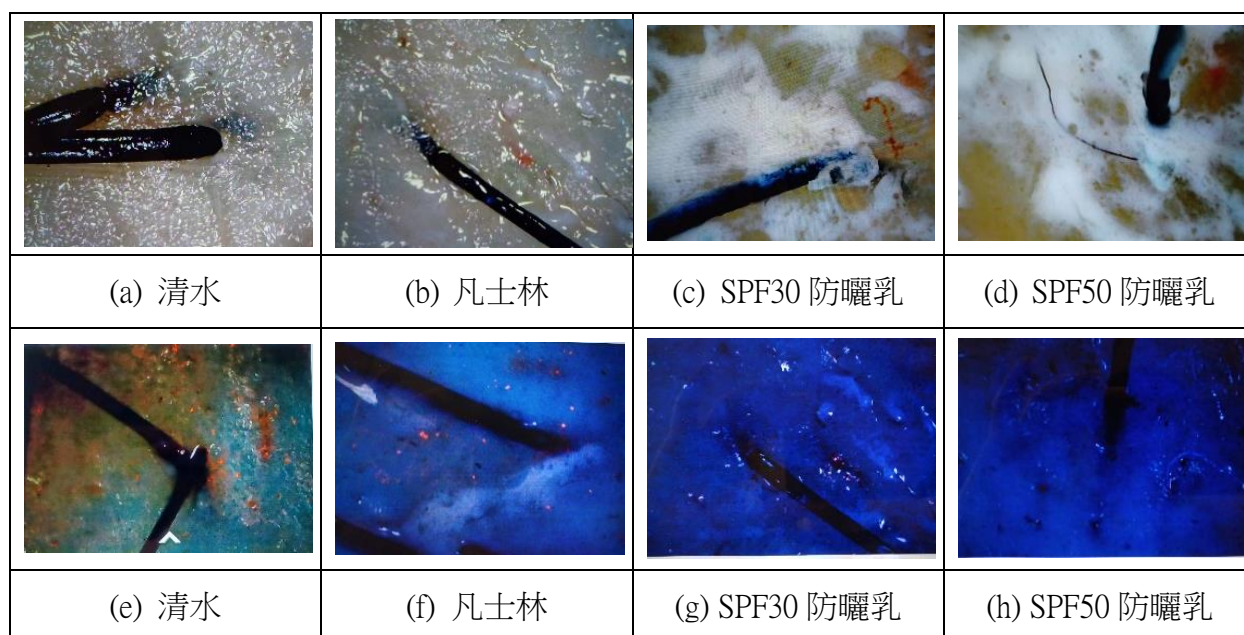 (a) 清水
(b) 凡士林
(c) SPF30 防曬乳
(d) SPF50 防曬乳
(e) 清水
(f) 凡士林
(g) SPF30 防曬乳
(h) SPF50 防曬乳